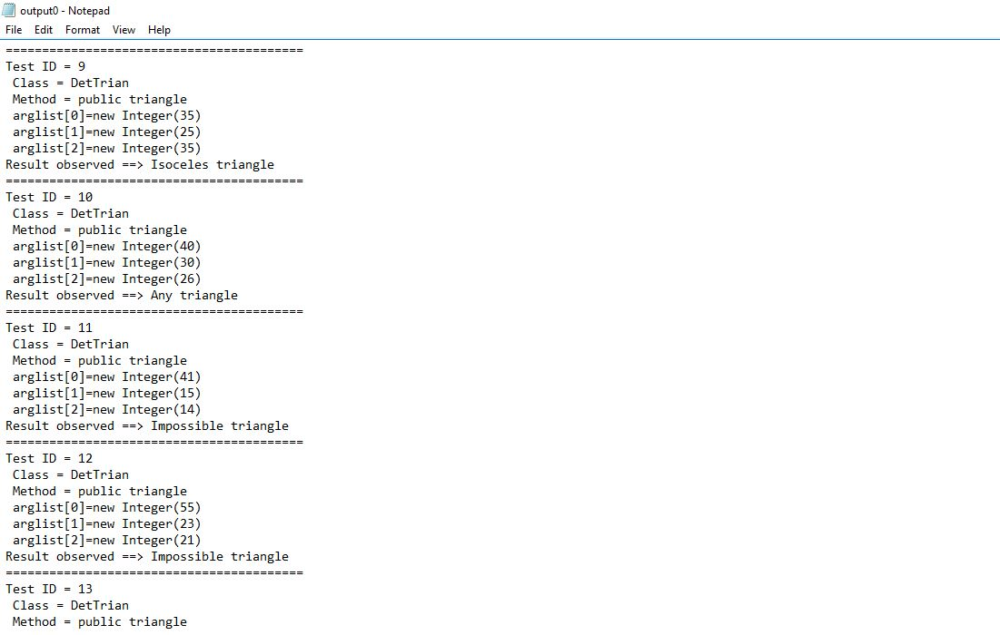 output0 - Notepad
File Edit Format View Help
=========================================
Test ID = 9
Class = DetTrian
Method = public triangle
arglist[0]=new Integer(35)
arglist[1]=new Integer(25)
arglist[2]=new Integer(35)
Result observed ==> Isoceles triangle
=========================================
Test ID = 10
Class = DetTrian
Method = public triangle
arglist[0]=new Integer(40)
arglist[1]=new Integer(30)
arglist[2]=new Integer(26)
Result observed ==> Any triangle
=========================================
Test ID = 11
Class = DetTrian
Method = public triangle
arglist[0]=new Integer(41)
arglist[1]=new Integer(15)
arglist[2]=new Integer(14)
Result observed ==> Impossible triangle
=========================================
Test ID = 12
Class = DetTrian
Method = public triangle
arglist[0]=new Integer(55)
arglist[1]=new Integer(23)
arglist[2]=new Integer(21)
Result observed ==> Impossible triangle
=========================================
Test ID = 13
Class = DetTrian
Method = public triangle